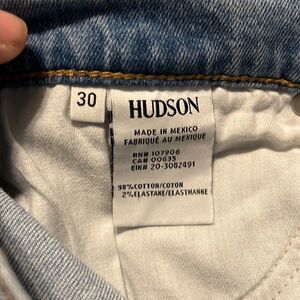 30
HUDSON
MADE IN MEXICO
FABRIQUÉ AU MEXIQUE
RN# 107906
CA# 00635
EIN# 20-3082491
98%COTTON/COTON
2%ELASTANE/ELASTHANNE